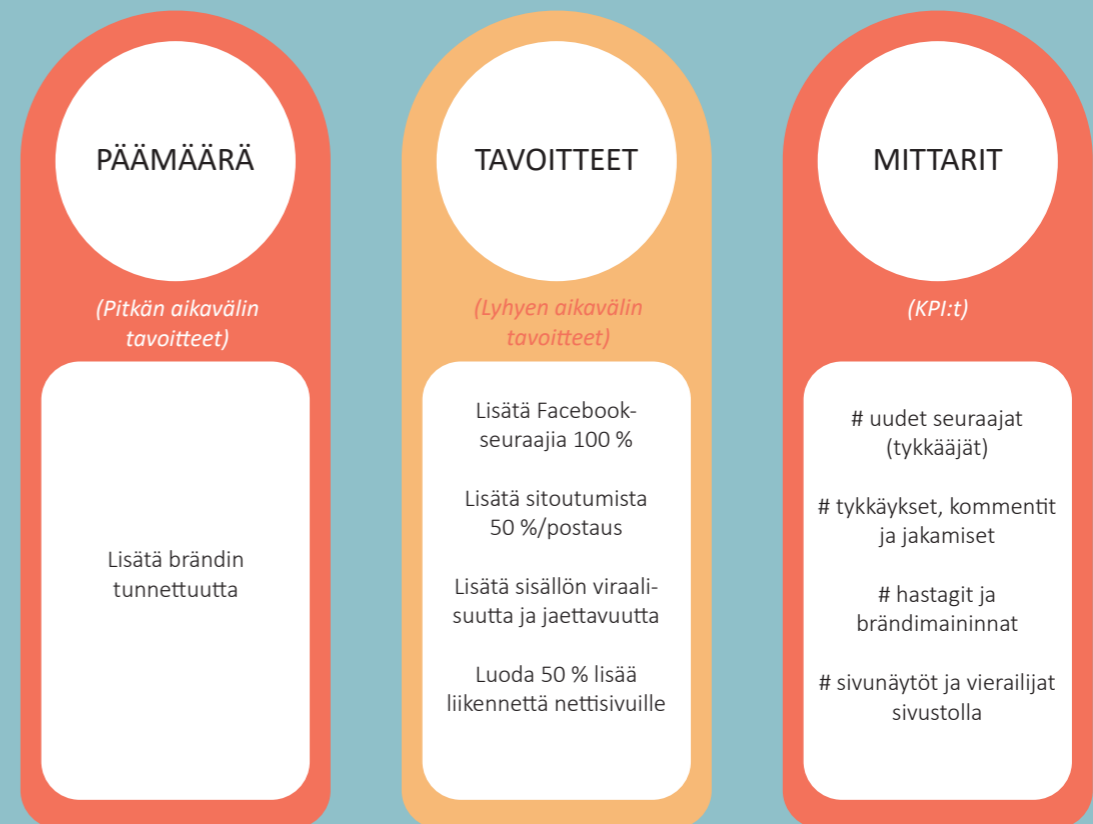 PÄÄMÄÄRÄ
(Pitkän aikavälin
tavoitteet)
Lisätä brändin
tunnettuutta
TAVOITTEET
(Lyhyen aikavälin
tavoitteet)
Lisätä Facebook-
seuraajia 100 %
Lisätä sitoutumista
50 %/postaus
Lisätä sisällön viraali-
suutta ja jaettavuutta
Luoda 50 % lisää
liikennettä nettisivuille
MITTARIT
(KPI:t)
# uudet seuraajat
(tykkääjät)
# tykkäykset, kommentit
ja jakamiset
# hastagit ja
brändimaininnat
# sivunäytöt ja vierailijat
sivustolla